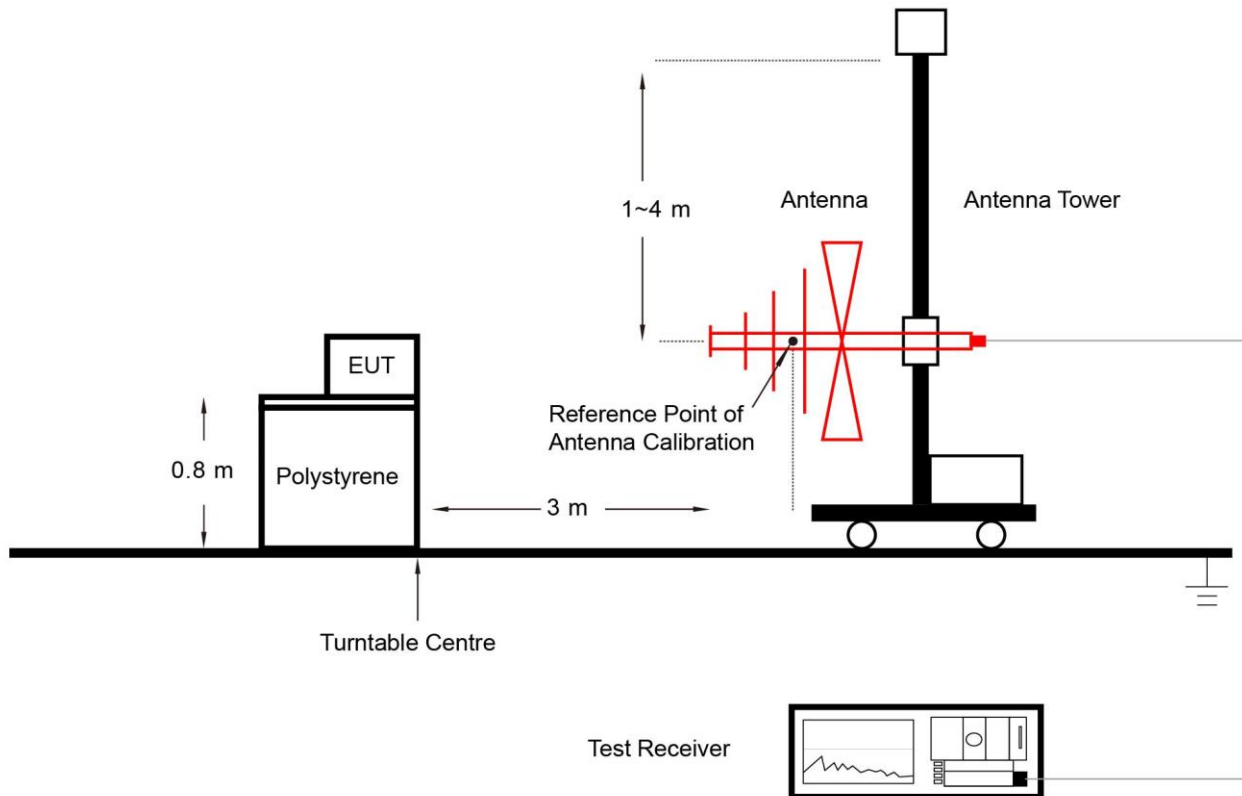 1~4 m
Antenna
Antenna Tower
EUT
Reference Point of
Antenna Calibration
0.8 m
Polystyrene
3 m
Turntable Centre
Test Receiver